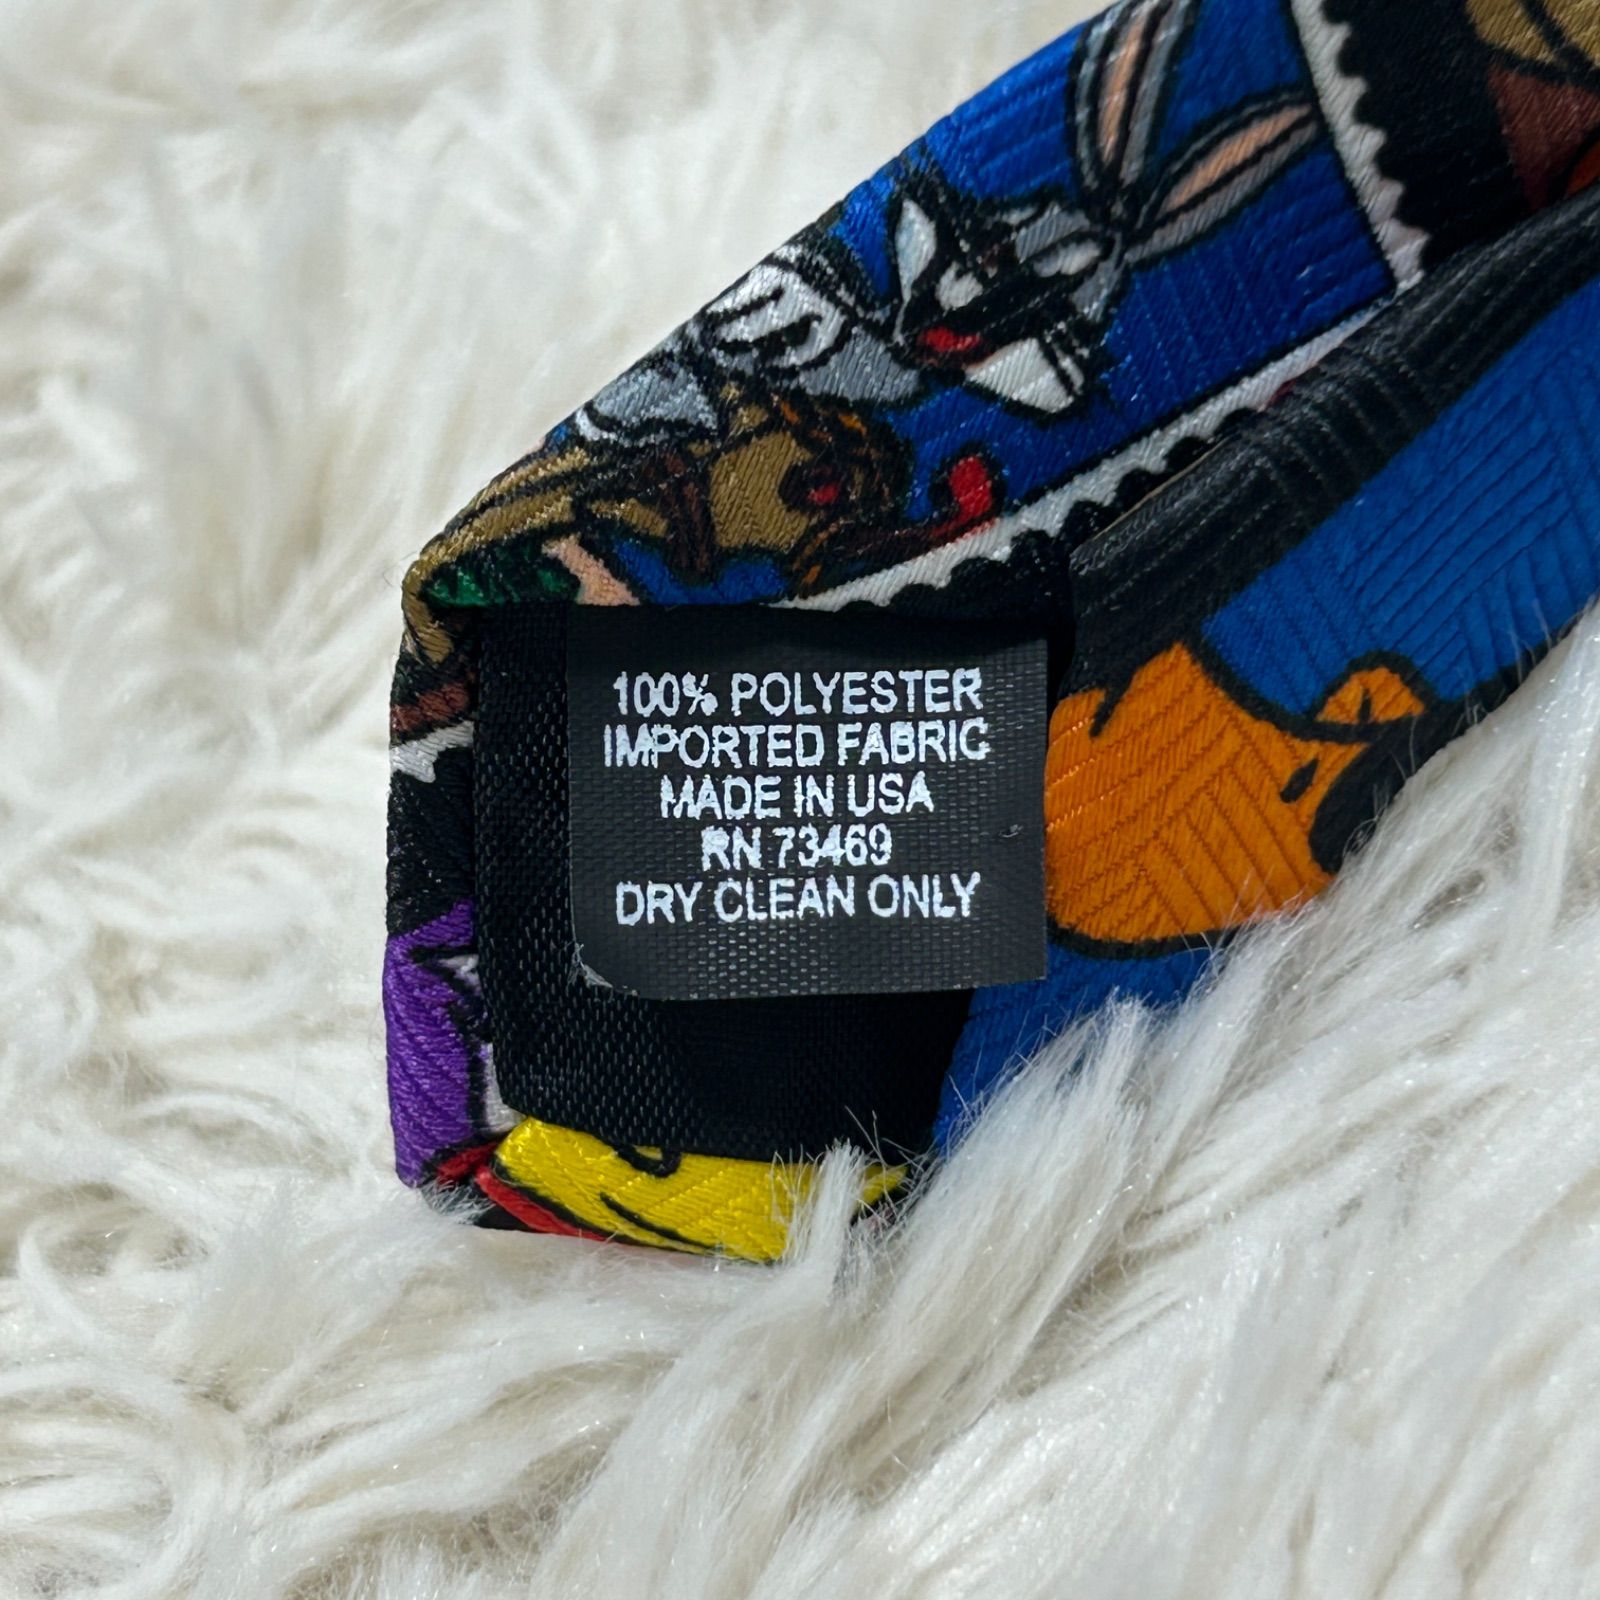 100% POLYESTER
IMPORTED FABRIC
MADE IN USA
RN 73469
DRY CLEAN ONLY